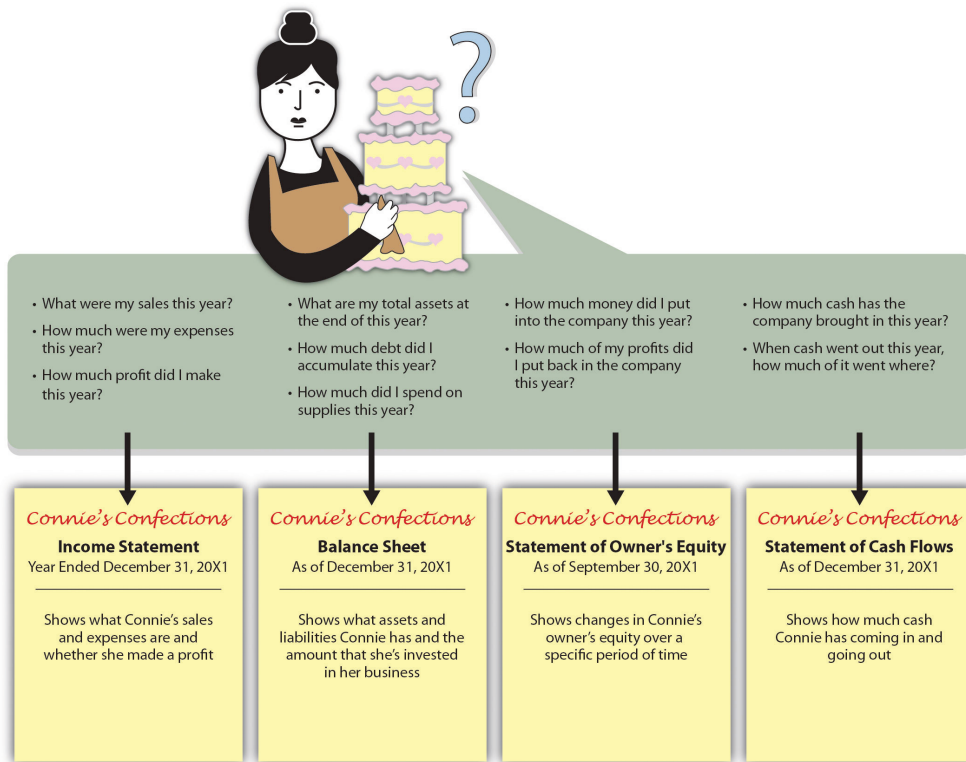 ?
• What were my sales this year?
• How much were my expenses
this year?
• How much profit did I make
this year?
• What are my total assets at
the end of this year?
• How much debt did I
accumulate this year?
• How much did I spend on
supplies this year?
• How much money did I put
into the company this year?
• How much of my profits did
I put back in the company
this year?
• How much cash has the
company brought in this year?
• When cash went out this year,
how much of it went where?
Connie's Confections
Income Statement
Year Ended December 31, 20X1
Shows what Connie's sales
and expenses are and
whether she made a profit
Connie's Confections
Balance Sheet
As of December 31, 20X1
Shows what assets and
liabilities Connie has and the
amount that she's invested
in her business
Connie's Confections
Statement of Owner's Equity
As of September 30, 20X1
Shows changes in Connie's
owner's equity over a
specific period of time
Connie's Confections
Statement of Cash Flows
As of December 31, 20X1
Shows how much cash
Connie has coming in and
going out